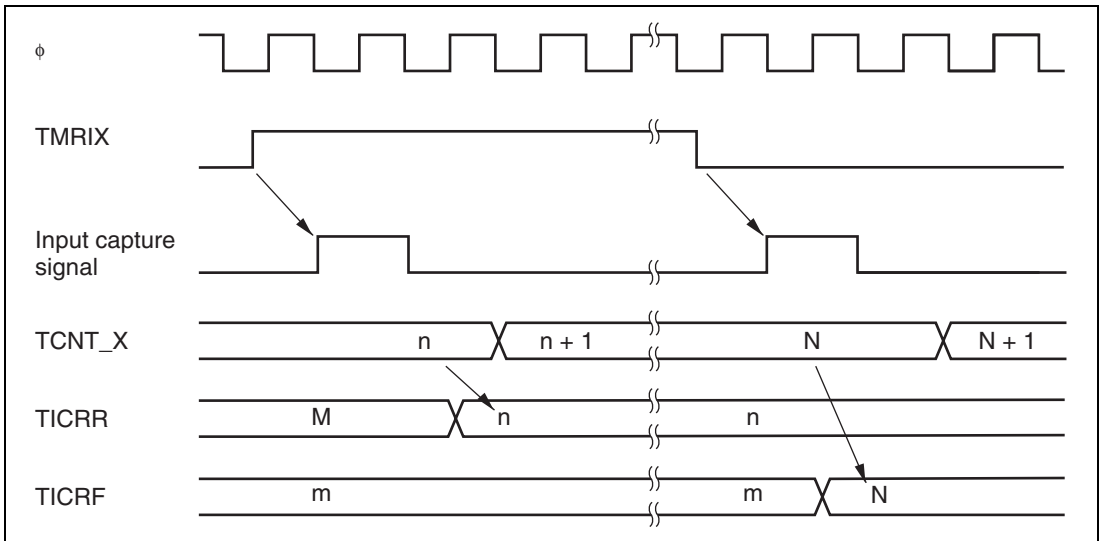 ϕ
TMRIX
Input capture
signal
TCNT_X n n + 1 N N + 1
TICRR M n n
TICRF m m N